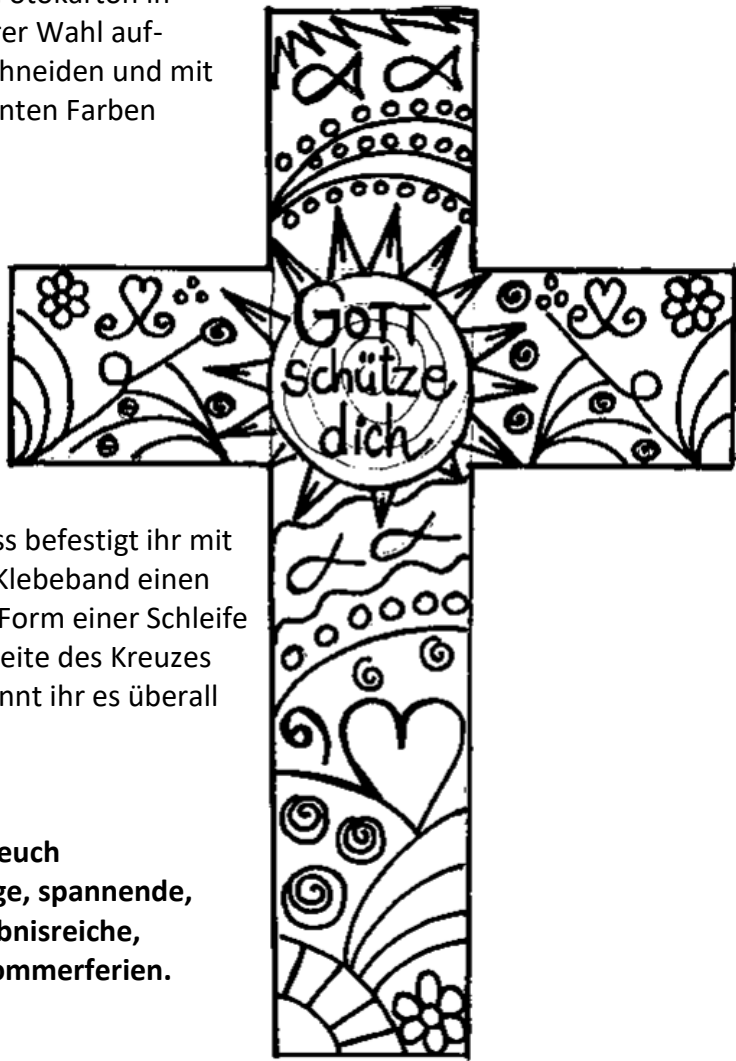 rer Wahl auf-
hneiden und mit
nten Farben
GOTT
schütze
dich
ss befestigt ihr mit
Klebeband einen
Form einer Schleife
eite des Kreuzes
nnt ihr es überall
euch
ge, spannende,
bnisreiche,
ommerferien.